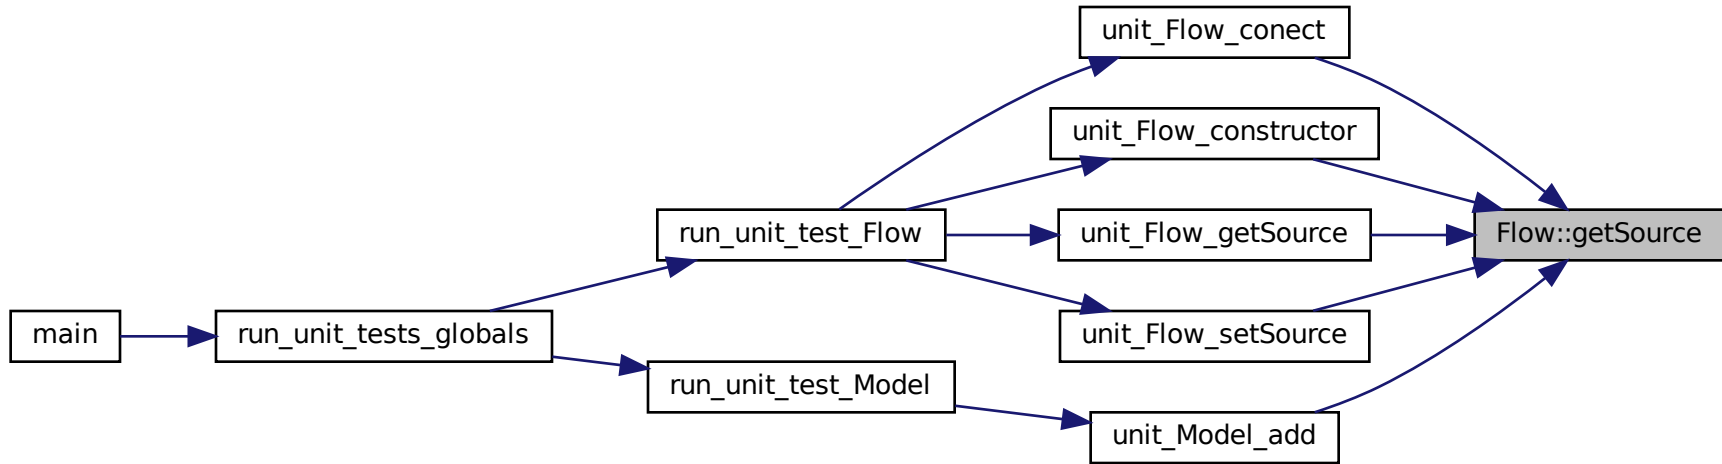 unit_Flow_conect
unit_Flow_constructor
run_unit_test_Flow
unit_Flow_getSource
Flow::getSource
main
run_unit_tests_globals
unit_Flow_setSource
run_unit_test_Model
unit_Model_add